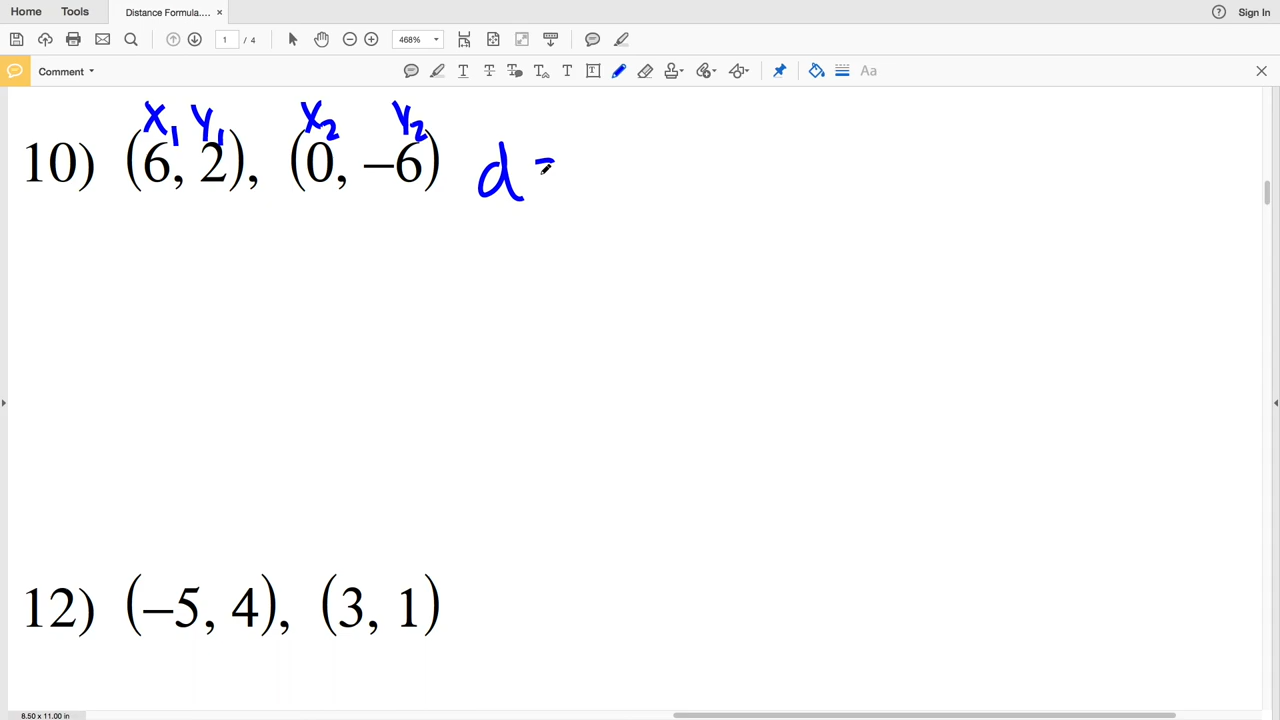 Home Tools Distance Formula.... × ? Sign In
1 / 4 468%
Comment Aa
x₁ y₁ x₂ y₂
10) (6, 2), (0, −6) d =
12) (−5, 4), (3, 1)
8.50 x 11.00 in